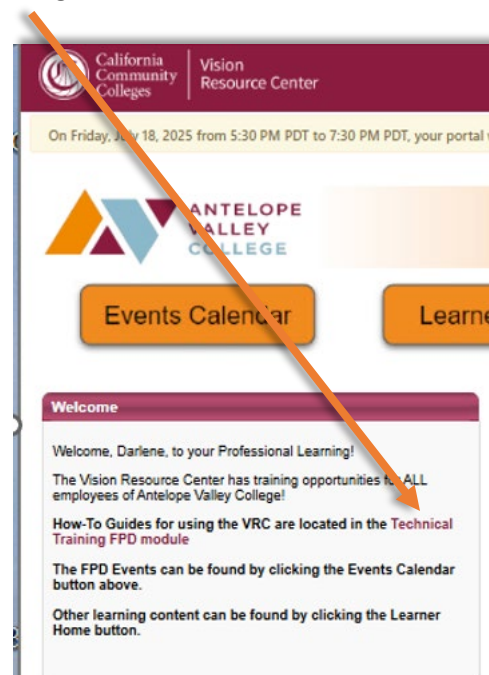 California
Community
Colleges
Vision
Resource Center
On Friday, July 18, 2025 from 5:30 PM PDT to 7:30 PM PDT, your portal
ANTELOPE
VALLEY
COLLEGE
Events Calendar
Learne
Welcome
Welcome, Darlene, to your Professional Learning!
The Vision Resource Center has training opportunities for ALL
employees of Antelope Valley College!
How-To Guides for using the VRC are located in the Technical
Training FPD module
The FPD Events can be found by clicking the Events Calendar
button above.
Other learning content can be found by clicking the Learner
Home button.